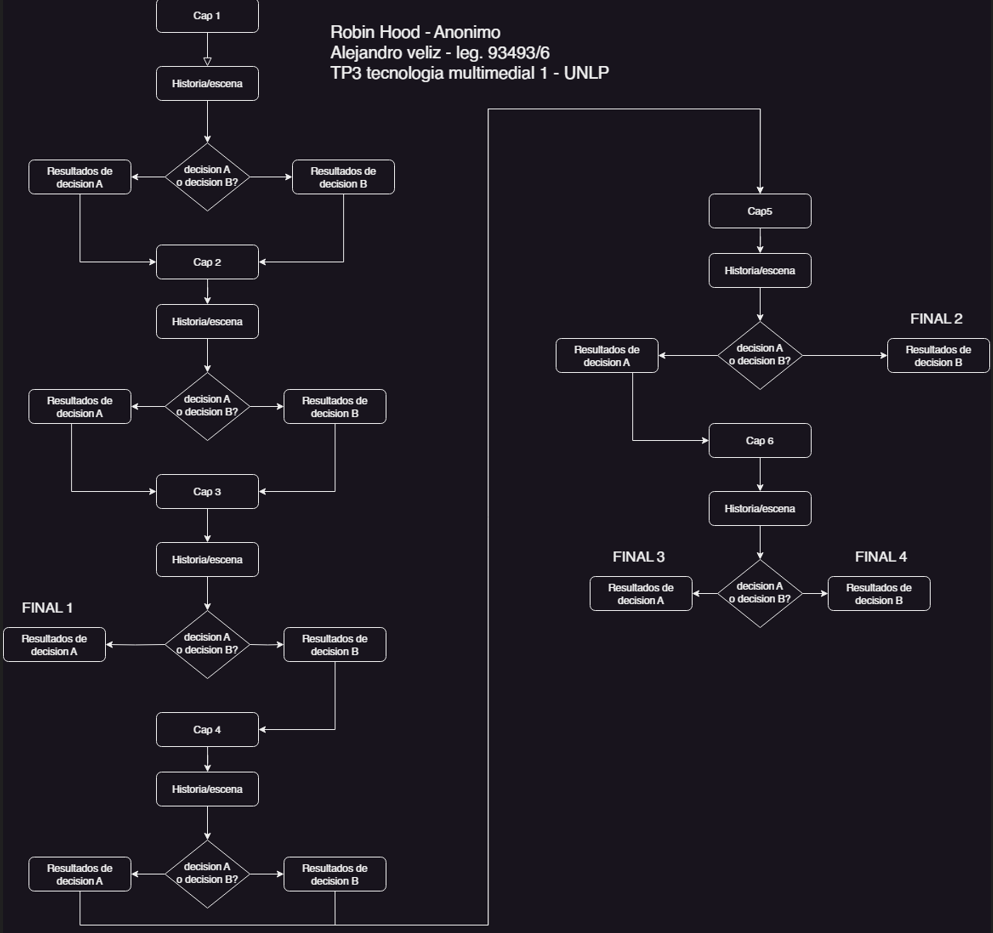 Cap 1
Robin Hood - Anonimo
Alejandro veliz - leg. 93493/6
TP3 tecnologia multimedial 1 - UNLP
Historia/escena
decision A
o decision B?
Resultados de
decision A
Resultados de
decision B
Cap 2
Historia/escena
decision A
o decision B?
Resultados de
decision A
Resultados de
decision B
Cap 3
Historia/escena
decision A
o decision B?
FINAL 1
Resultados de
decision A
Resultados de
decision B
Cap 4
Historia/escena
decision A
o decision B?
Resultados de
decision A
Resultados de
decision B
Cap5
Historia/escena
decision A
o decision B?
Resultados de
decision A
FINAL 2
Resultados de
decision B
Cap 6
Historia/escena
decision A
o decision B?
FINAL 3
Resultados de
decision A
FINAL 4
Resultados de
decision B